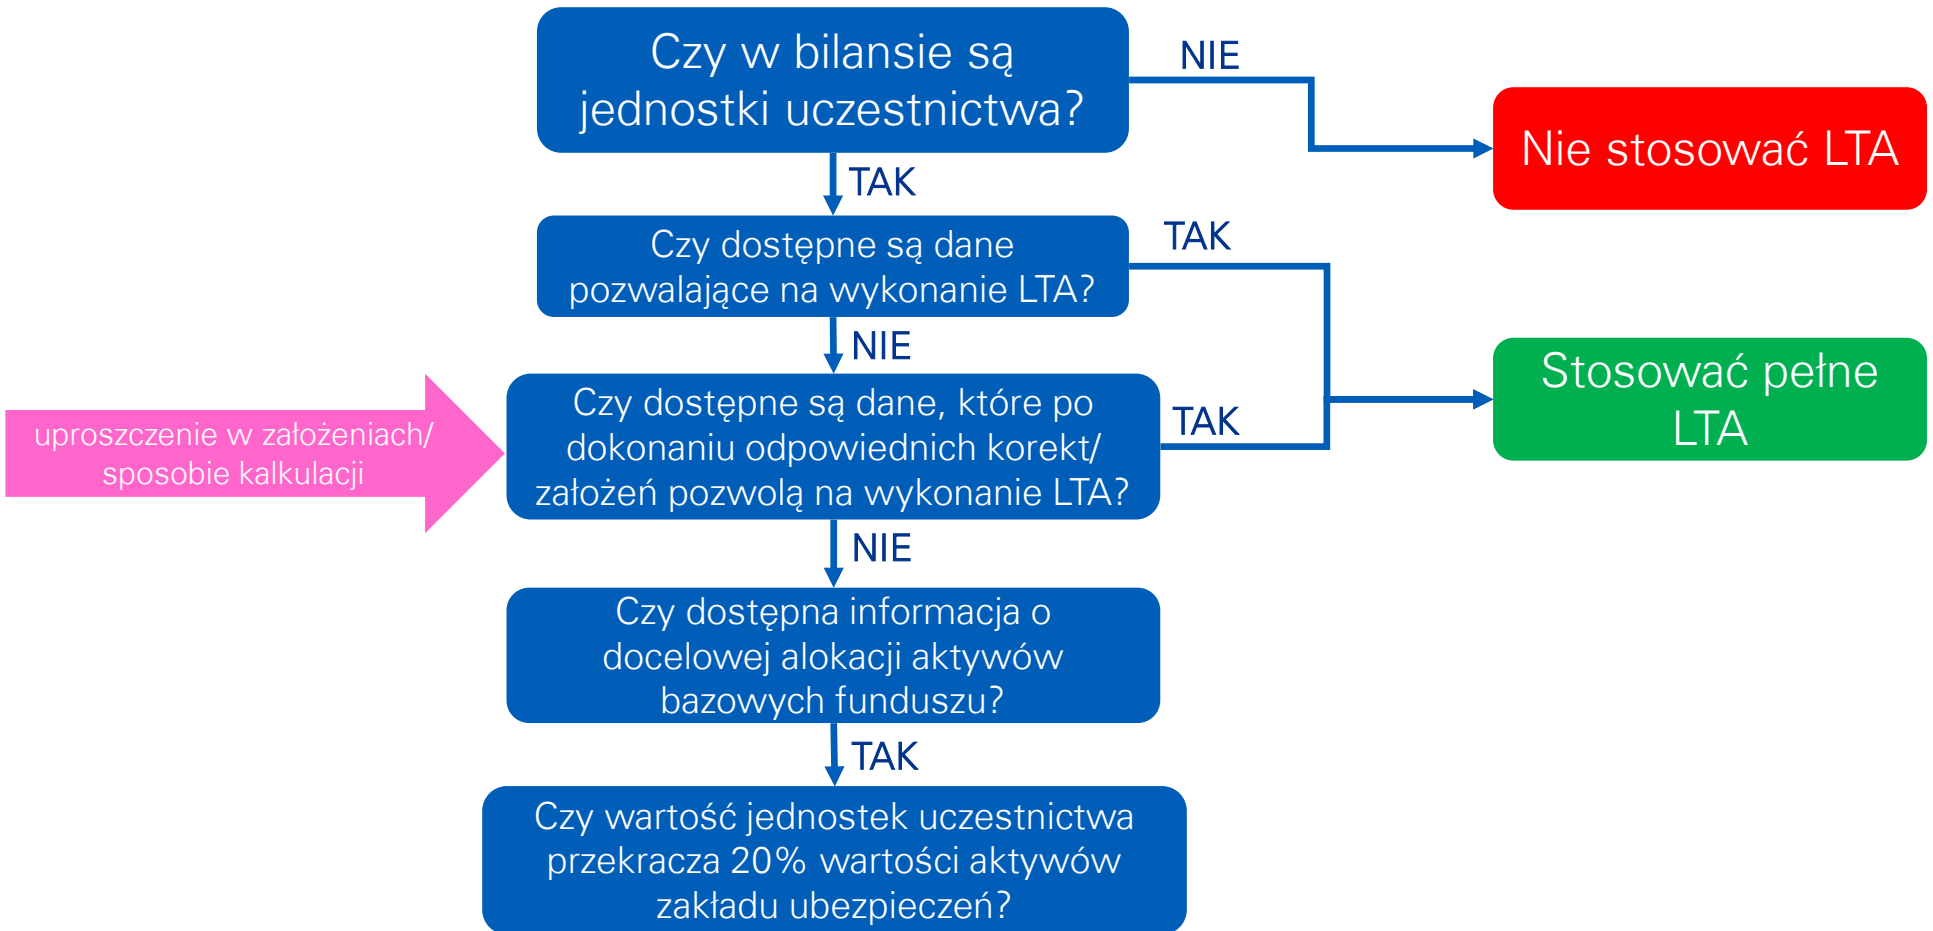 Czy w bilansie są
jednostki uczestnictwa?
NIE
Nie stosować LTA
TAK
Czy dostępne są dane
pozwalające na wykonanie LTA?
TAK
NIE
Stosować pełne
LTA
uproszczenie w założeniach/
sposobie kalkulacji
Czy dostępne są dane, które po
dokonaniu odpowiednich korekt/
założeń pozwolą na wykonanie LTA?
TAK
NIE
Czy dostępna informacja o
docelowej alokacji aktywów
bazowych funduszu?
TAK
Czy wartość jednostek uczestnictwa
przekracza 20% wartości aktywów
zakładu ubezpieczeń?